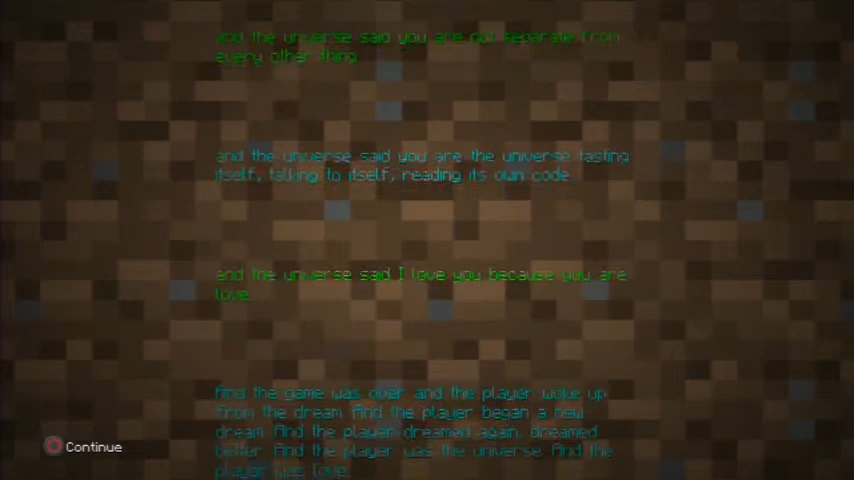 and the universe said you are not separate from
every other thing
and the universe said you are the universe tasting
itself, talking to itself, reading its own code
and the universe said I love you because you are
love.
And the game was over and the player woke up
from the dream. And the player began a new
dream. And the player dreamed again, dreamed
better. And the player was the universe. And the
player was love.
Continue